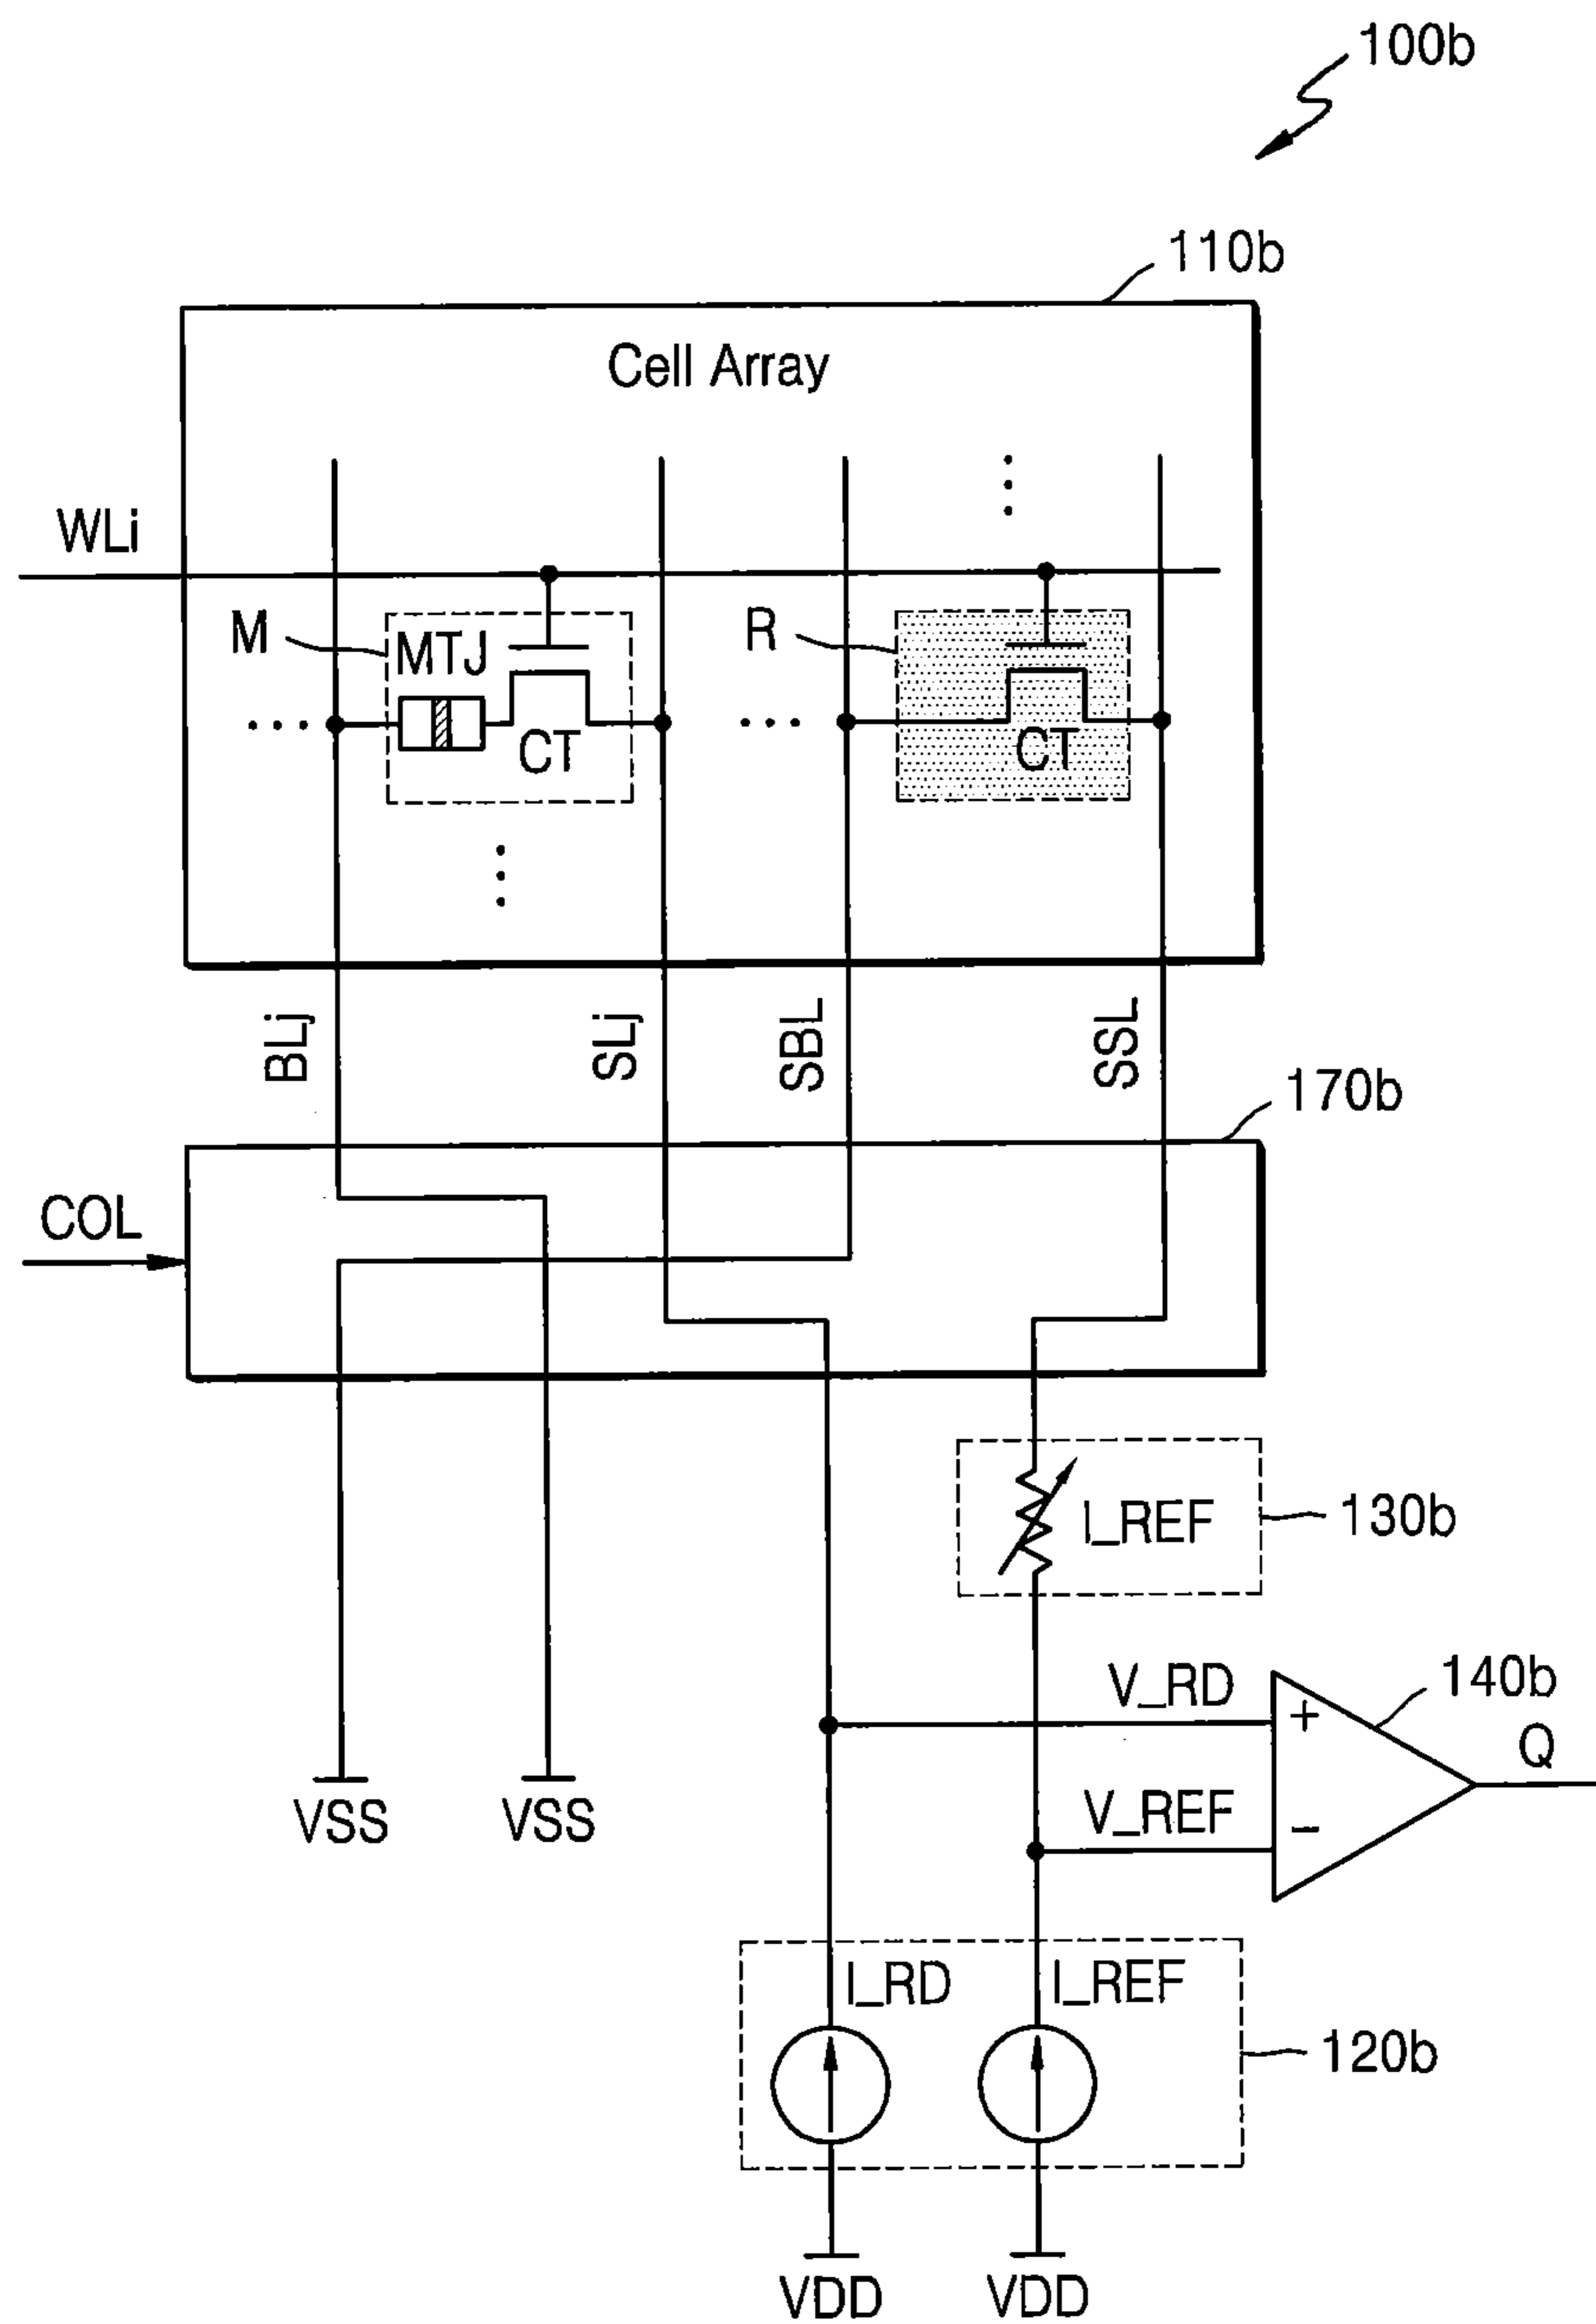 100b
110b
Cell Array
WLi
M
MTJ
CT
R
CT
BLj
SLj
SBL
SSL
170b
COL
I_REF
130b
V_RD
140b
+
Q
V_REF
−
VSS
VSS
I_RD
I_REF
120b
VDD
VDD